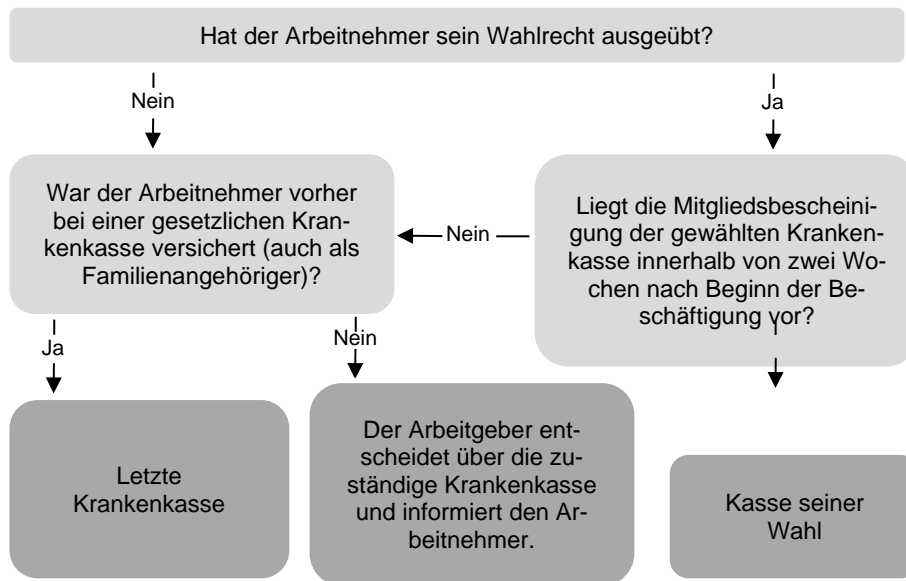 Hat der Arbeitnehmer sein Wahlrecht ausgeübt?
Nein
Ja
War der Arbeitnehmer vorher
bei einer gesetzlichen Kran-
kenkasse versichert (auch als
Familienangehöriger)?
Nein
Liegt die Mitgliedsbescheini-
gung der gewählten Kranken-
kasse innerhalb von zwei Wo-
chen nach Beginn der Be-
schäftigung vor?
Ja
Nein
Letzte
Krankenkasse
Der Arbeitgeber ent-
scheidet über die zu-
ständige Krankenkasse
und informiert den Ar-
beitnehmer.
Kasse seiner
Wahl